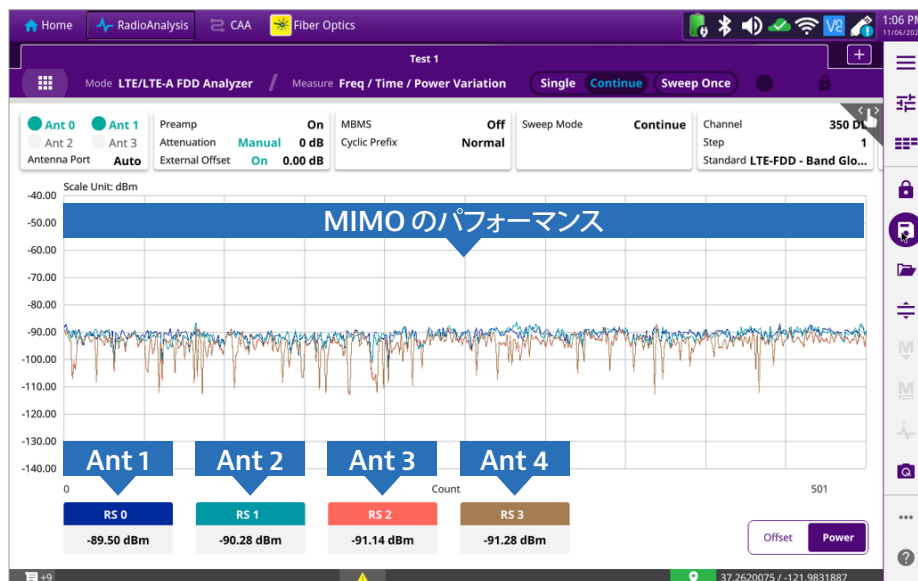 Home RadioAnalysis CAA Fiber Optics
1:06 PM
Test 1
Mode LTE/LTE-A FDD Analyzer / Measure Freq / Time / Power Variation Single Continue Sweep Once
Ant 0 Ant 1
Ant 2 Ant 3
Antenna Port Auto
Preamp On
Attenuation Manual 0 dB
External Offset On 0.00 dB
MBMS Off
Cyclic Prefix Normal
Sweep Mode Continue
Channel 350
Step 1
Standard LTE-FDD - Band Glo...
Scale Unit: dBm
MIMO のパフォーマンス
-40.00
-50.00
-60.00
-70.00
-80.00
-90.00
-100.00
-110.00
-120.00
-130.00
-140.00
Ant 1 Ant 2 Ant 3 Ant 4
0 Count 501
RS 0 RS 1 RS 2 RS 3
-89.50 dBm -90.28 dBm -91.14 dBm -91.28 dBm
Offset Power
+9
37.2620075 / -121.9831887